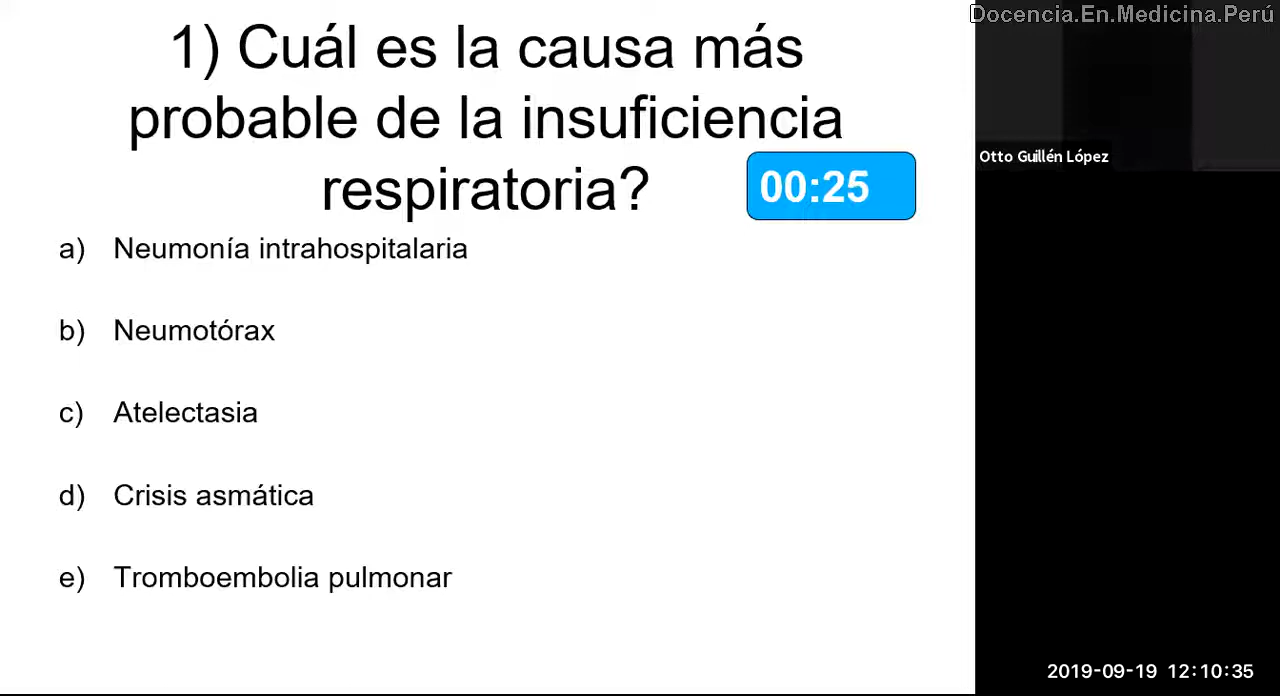 Docencia.En.Medicina.Perú
1) Cuál es la causa más
probable de la insuficiencia
respiratoria?
00:25
Otto Guillén López
a) Neumonía intrahospitalaria
b) Neumotórax
c) Atelectasia
d) Crisis asmática
e) Tromboembolia pulmonar
2019-09-19 12:10:35